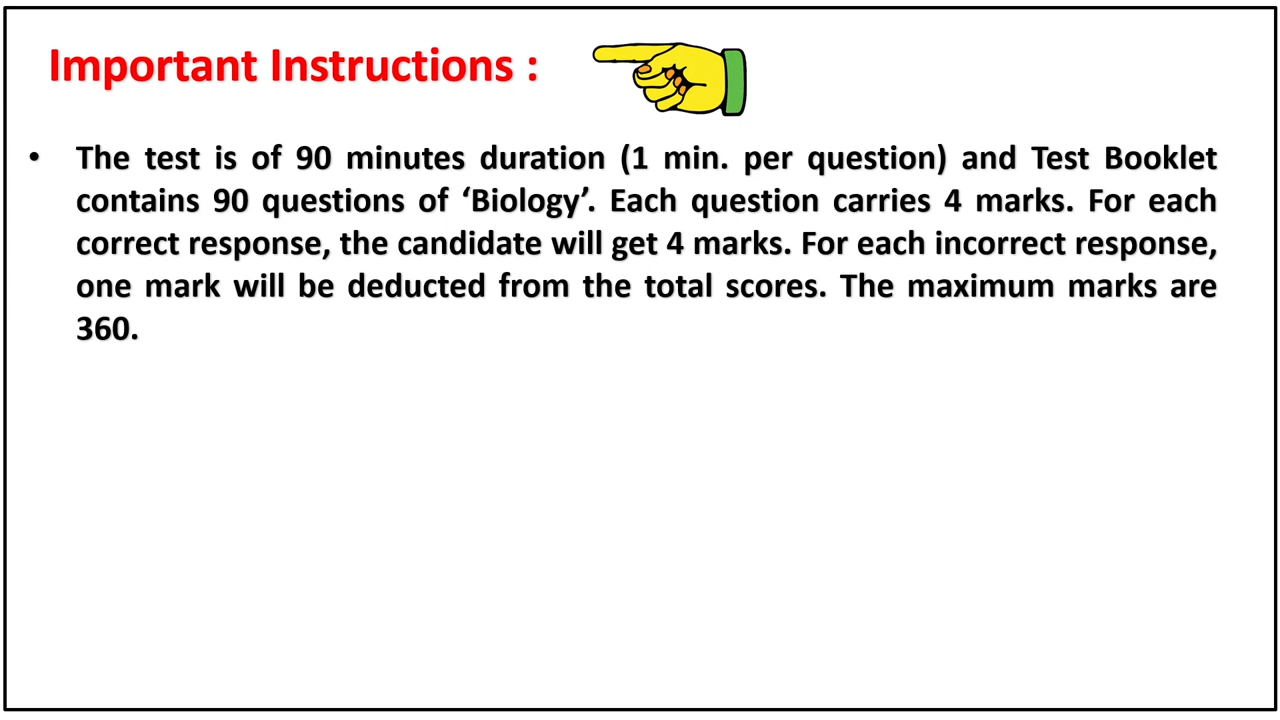 Important Instructions :
• The test is of 90 minutes duration (1 min. per question) and Test Booklet
contains 90 questions of ‘Biology’. Each question carries 4 marks. For each
correct response, the candidate will get 4 marks. For each incorrect response,
one mark will be deducted from the total scores. The maximum marks are
360.